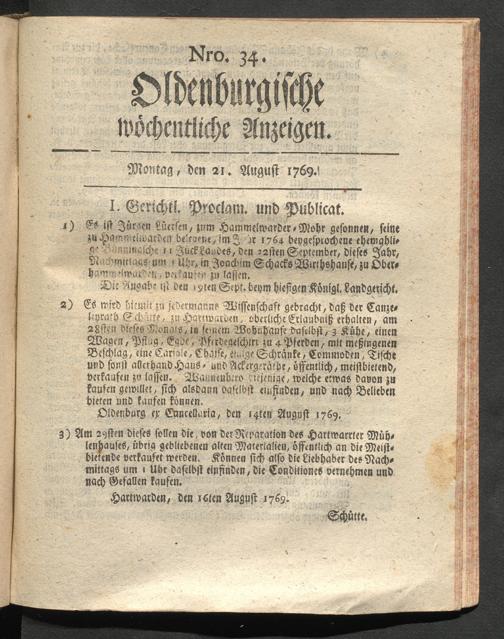 Nro. 34.
Oldenburgische
wöchentliche Anzeigen.
Montag, den 21. August 1769.
I. Gerichtl. Proclam. und Publicat.
1) Es ist Jürgen Lüersen, zum Hammelwarder-Mohr gesonnen, seine
zu Hammelwarden belegene, im 1764 beygesprochene ehemahli-
ge 11 Jück Landes, den 12ten September, dieses Jahr,
Nachmittags um 1 Uhr, in Joachim Schacks Wirthshause, zu Ober-
hammelwarden, verkaufen zu lassen.
Die Angabe ist den 19ten Sept. beym hiesigen Königl. Landgericht.
2) Es wird hiemit zu jedermanns Wissenschaft gebracht, daß der Canze-
leyrath Schütte, zu Hartwarden, oberliche Erlaubniß erhalten, am
28sten dieses Monats, in seinem Wohnhause daselbst, 3 Kühe, einen
Wagen, Pflug, Egde, Pferdegeschirr zu 4 Pferden, mit meßingenen
Beschlag, eine Cariole, Chaise, einige Schränke, Commoden, Tische
und sonst allerhand Haus- und Ackergeräthe, öffentlich, meistbietend,
verkaufen zu lassen. Wannenhero diejenige, welche etwas davon zu
kaufen gewillet, sich alsdann daselbst einfinden, und nach Belieben
bieten und kaufen können.
Oldenburg ex Cancellaria, den 14ten August 1769.
3) Am 29sten dieses sollen die, von der Reparation des Hartwarrter Müh-
lenhauses, übrig gebliebenen alten Materialien, öffentlich an die Meist-
bietende verkaufet werden. Können sich also die Liebhaber des Nach-
mittags um 1 Uhr daselbst einfinden, die Conditiones vernehmen und
nach Gefallen kaufen.
Hartwarden, den 16ten August 1769.
Schütte.